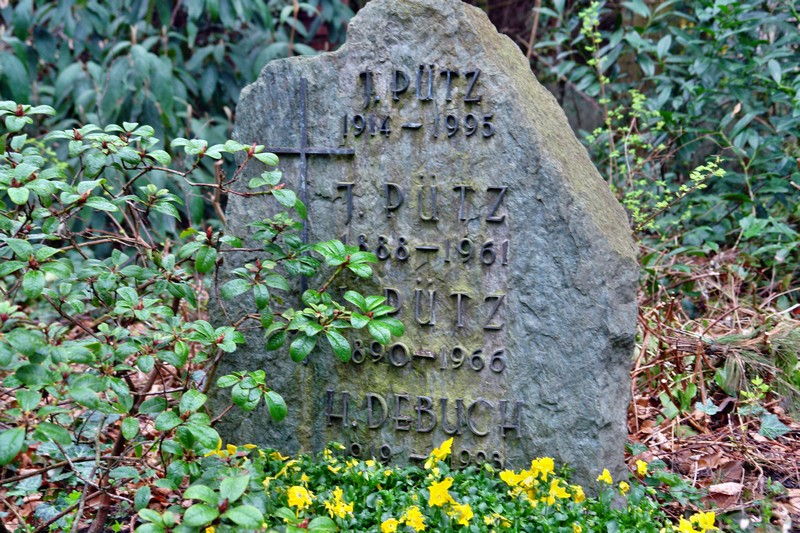 J. PÜTZ
1914 – 1995
J. PÜTZ
1888 – 1961
PÜTZ
1890 – 1966
H. DEBUCH